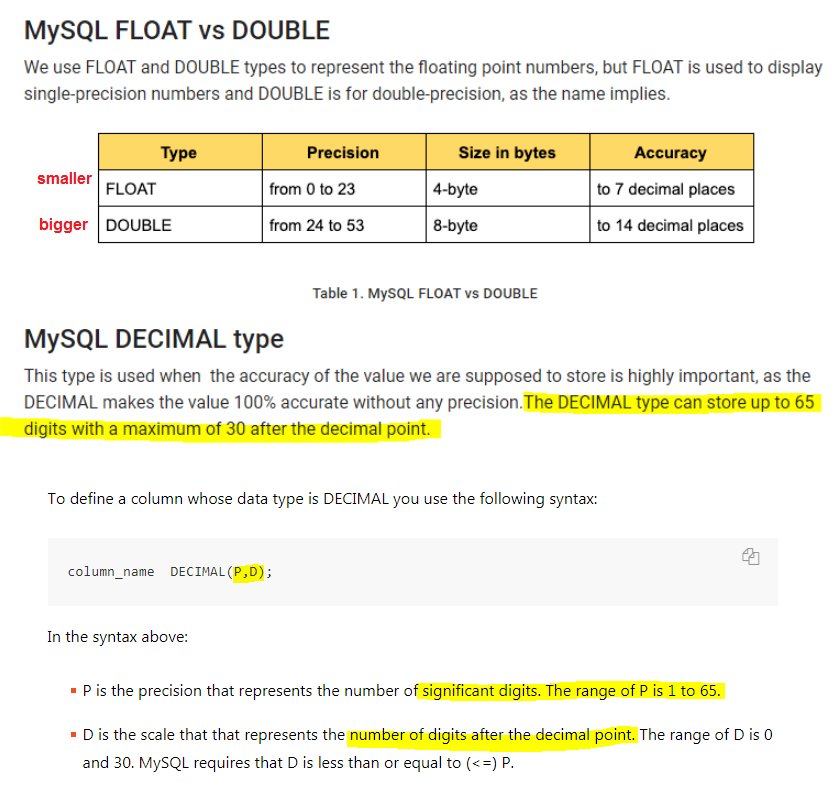 MySQL FLOAT vs DOUBLE
We use FLOAT and DOUBLE types to represent the floating point numbers, but FLOAT is used to display
single-precision numbers and DOUBLE is for double-precision, as the name implies.
Type Precision Size in bytes Accuracy
smaller FLOAT from 0 to 23 4-byte to 7 decimal places
bigger DOUBLE from 24 to 53 8-byte to 14 decimal places
Table 1. MySQL FLOAT vs DOUBLE
MySQL DECIMAL type
This type is used when the accuracy of the value we are supposed to store is highly important, as the
DECIMAL makes the value 100% accurate without any precision.The DECIMAL type can store up to 65
digits with a maximum of 30 after the decimal point.
To define a column whose data type is DECIMAL you use the following syntax:
column_name DECIMAL(P,D);
In the syntax above:
▪ P is the precision that represents the number of significant digits. The range of P is 1 to 65.
▪ D is the scale that that represents the number of digits after the decimal point. The range of D is 0
and 30. MySQL requires that D is less than or equal to (<=) P.